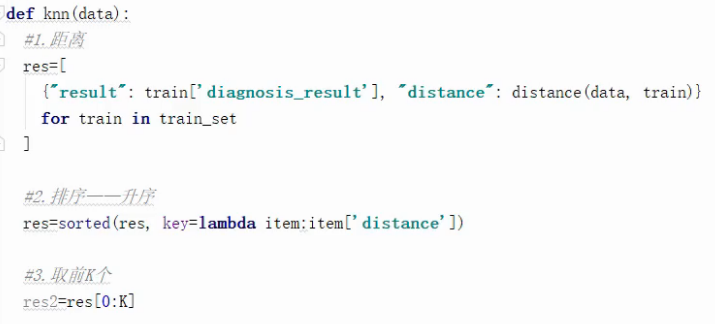 def knn(data):
#1.距离
res=[
{"result": train['diagnosis_result'], "distance": distance(data, train)}
for train in train_set
]
#2.排序——升序
res=sorted(res, key=lambda item:item['distance'])
#3.取前K个
res2=res[0:K]